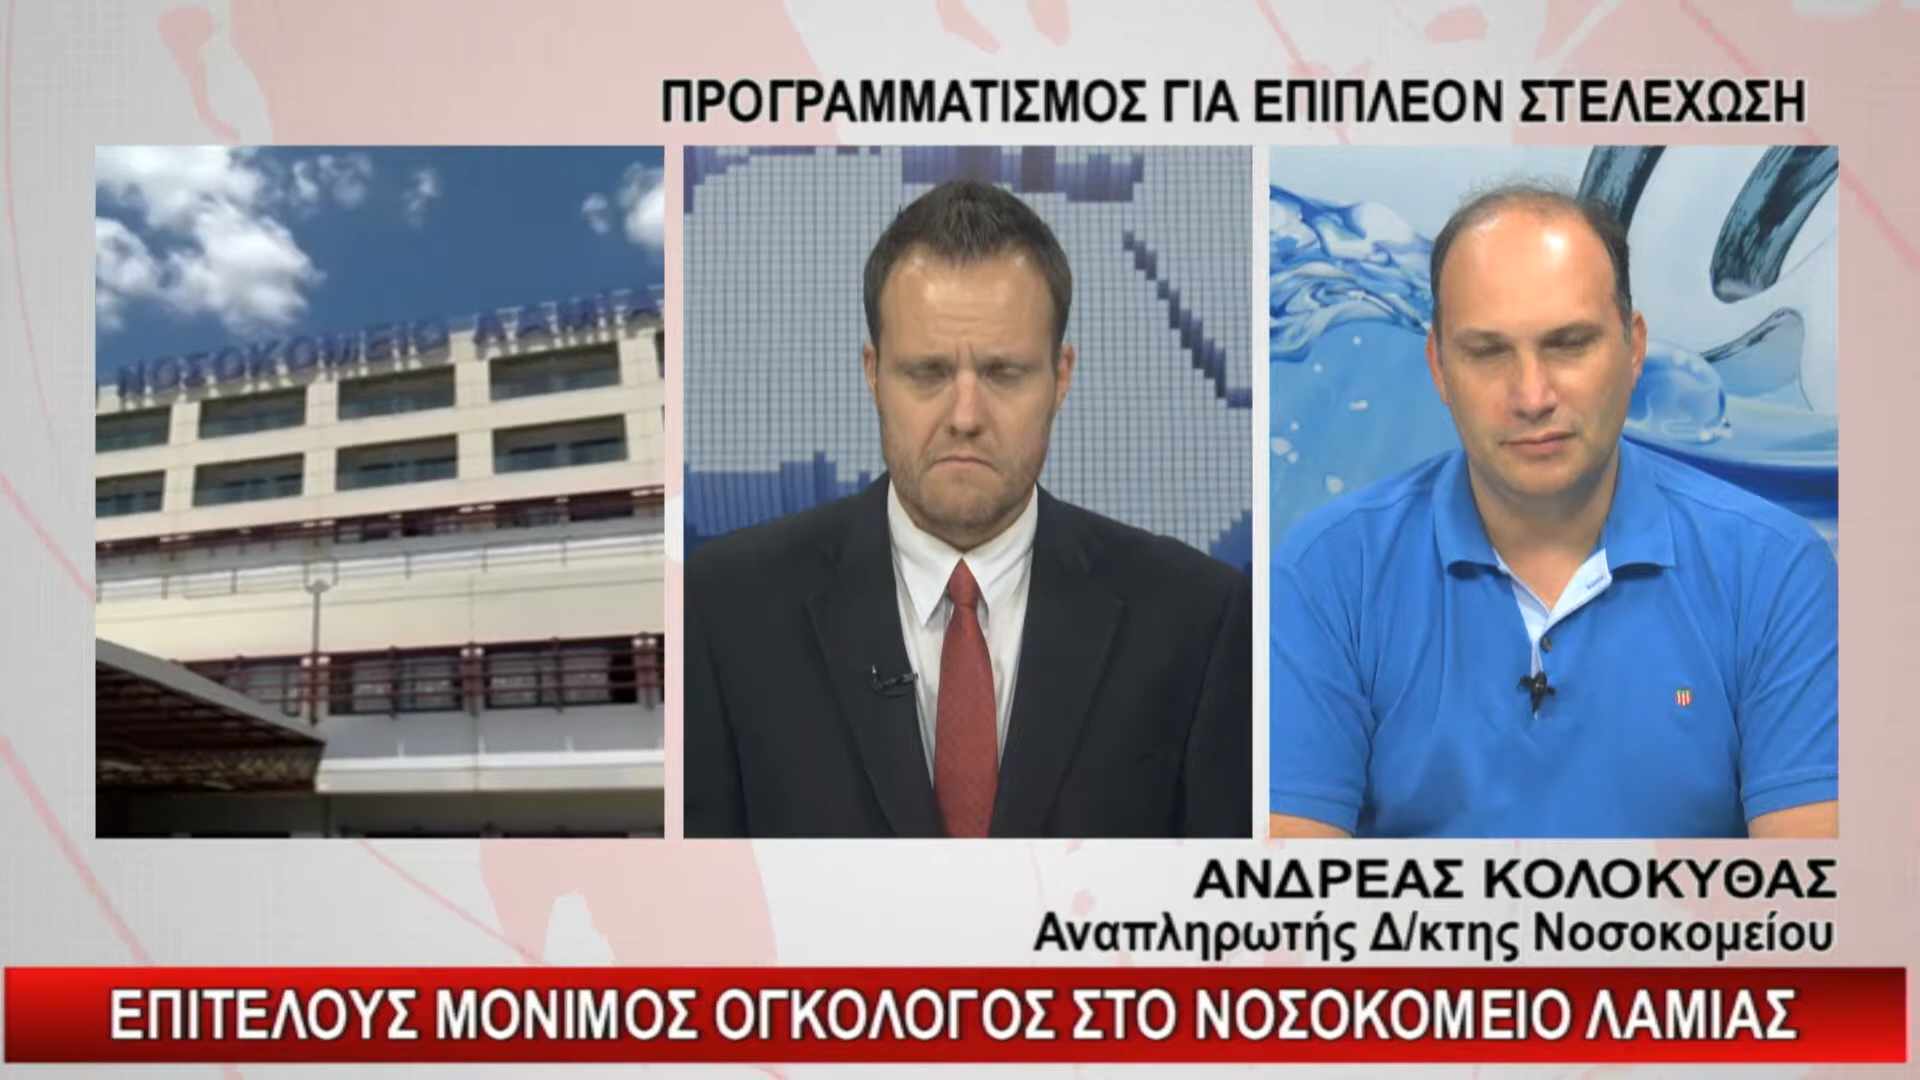 ΠΡΟΓΡΑΜΜΑΤΙΣΜΟΣ ΓΙΑ ΕΠΙΠΛΕΟΝ ΣΤΕΛΕΧΩΣΗ
ΝΟΣΟΚΟΜΕΙΟ ΛΑΜΙΑΣ
ΑΝΔΡΕΑΣ ΚΟΛΟΚΥΘΑΣ
Αναπληρωτής Δ/κτης Νοσοκομείου
ΕΠΙΤΕΛΟΥΣ ΜΟΝΙΜΟΣ ΟΓΚΟΛΟΓΟΣ ΣΤΟ ΝΟΣΟΚΟΜΕΙΟ ΛΑΜΙΑΣ